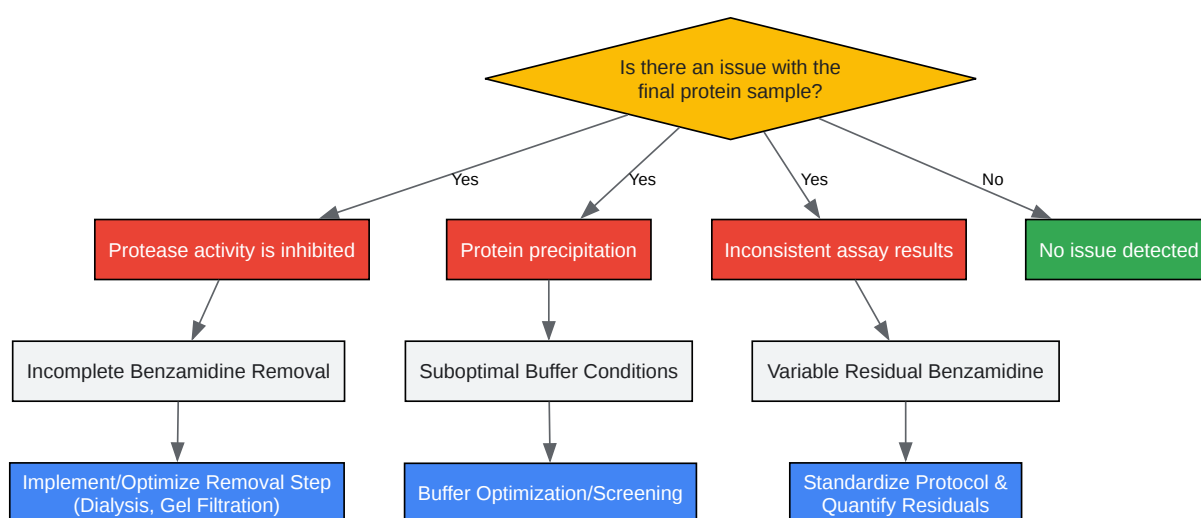 Is there an issue with the
final protein sample?
Yes
Yes
Yes
No
Protease activity is inhibited
Protein precipitation
Inconsistent assay results
No issue detected
Incomplete Benzamidine Removal
Suboptimal Buffer Conditions
Variable Residual Benzamidine
Implement/Optimize Removal Step
(Dialysis, Gel Filtration)
Buffer Optimization/Screening
Standardize Protocol &
Quantify Residuals